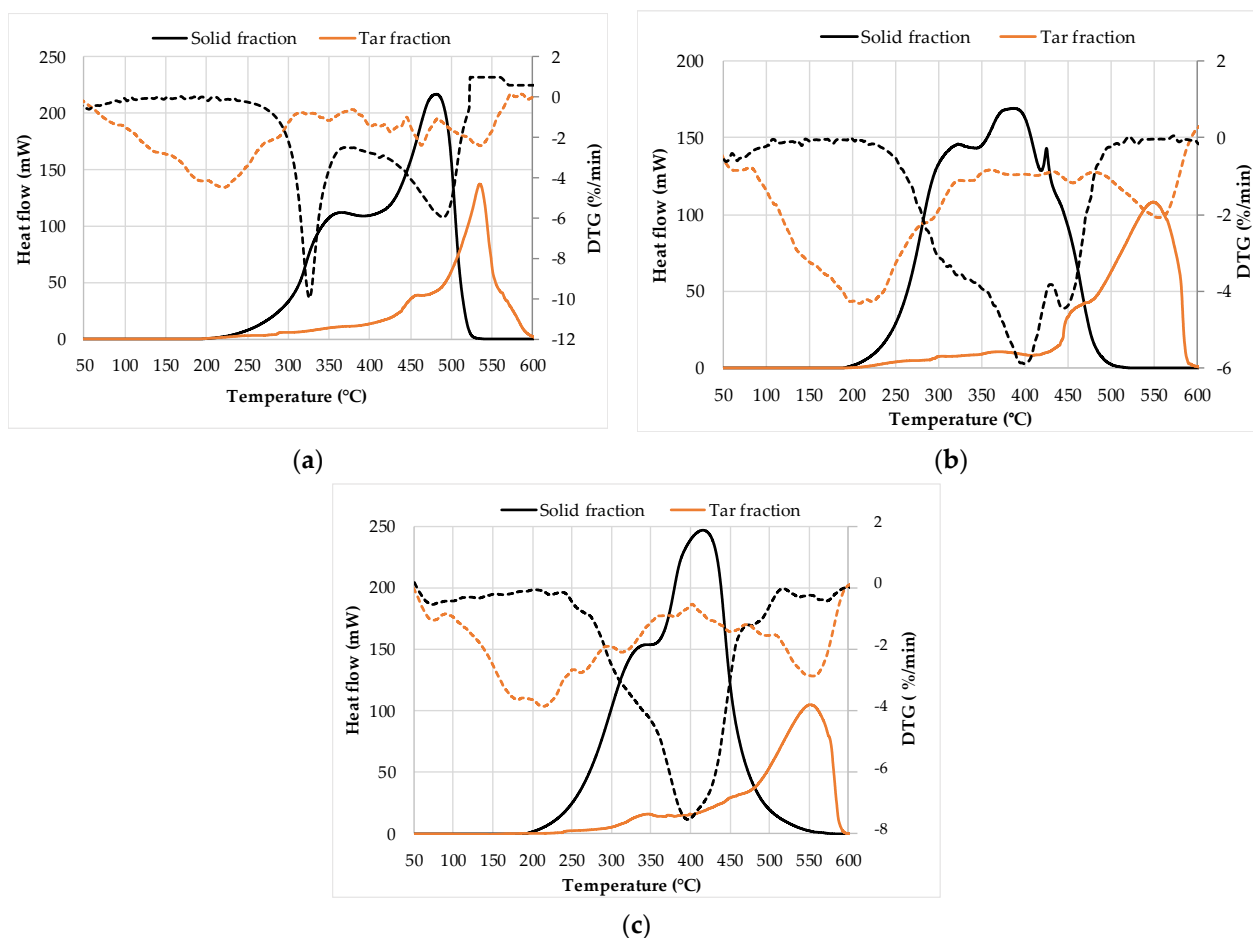 Solid fraction Tar fraction
250 200 150 100 50 0
Heat flow (mW)
2 0 -2 -4 -6 -8 -10 -12
DTG (%/min)
50 100 150 200 250 300 350 400 450 500 550 600
Temperature (°C)
(a)
Solid fraction Tar fraction
200 150 100 50 0
Heat flow (mW)
2 0 -2 -4 -6
DTG (%/min)
50 100 150 200 250 300 350 400 450 500 550 600
Temperature (°C)
(b)
Solid fraction Tar fraction
250 200 150 100 50 0
Heat flow (mW)
2 0 -2 -4 -6 -8
DTG ( %/min)
50 100 150 200 250 300 350 400 450 500 550 600
Temperature (°C)
(c)